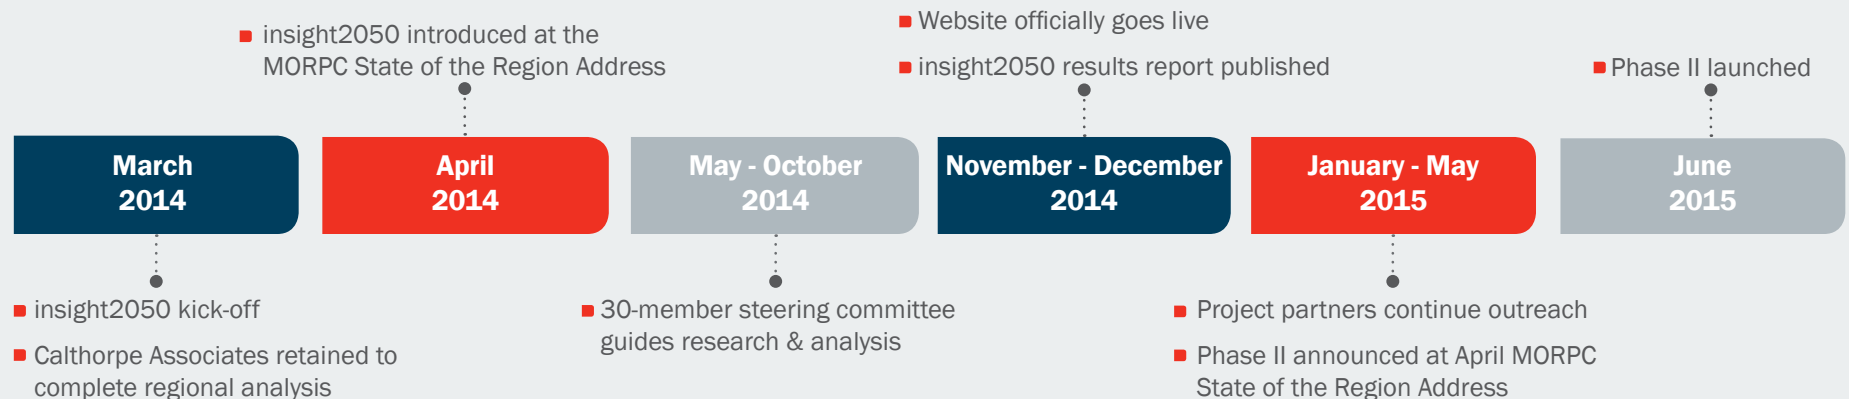 insight2050 introduced at the
MORPC State of the Region Address
Website officially goes live
insight2050 results report published
Phase II launched
March
2014
April
2014
May - October
2014
November - December
2014
January - May
2015
June
2015
insight2050 kick-off
Calthorpe Associates retained to
complete regional analysis
30-member steering committee
guides research & analysis
Project partners continue outreach
Phase II announced at April MORPC
State of the Region Address